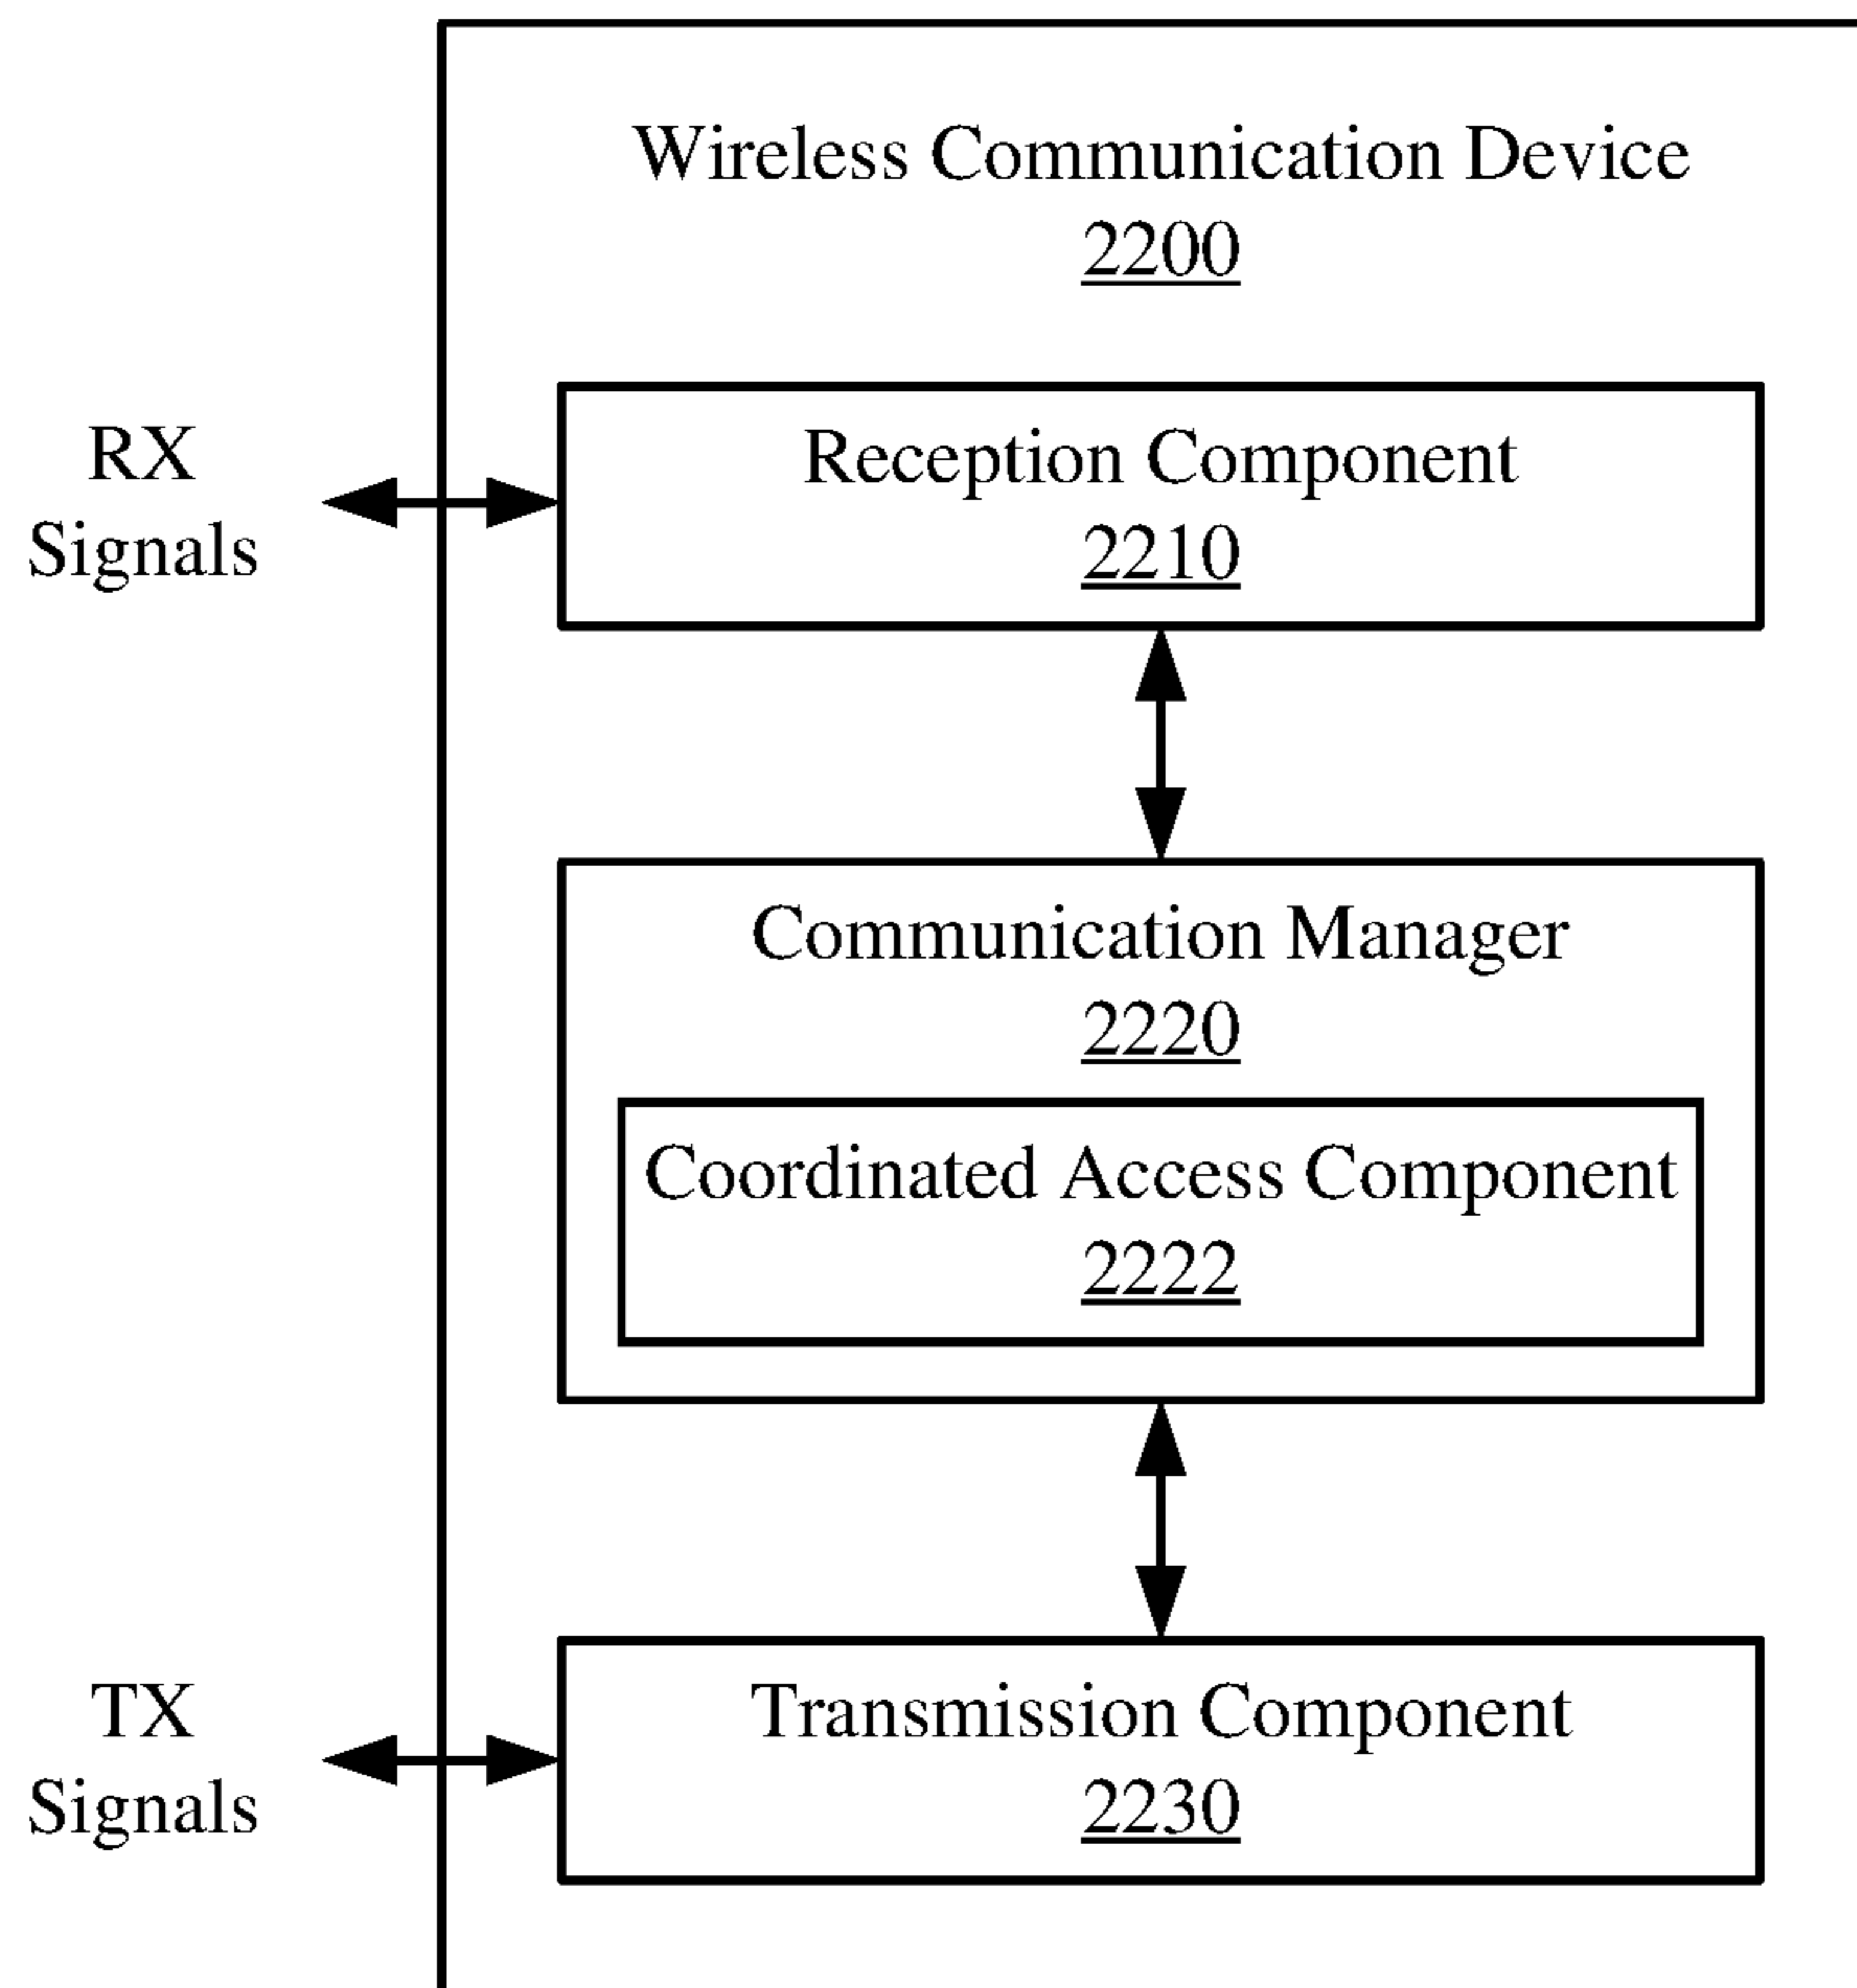 Wireless Communication Device
2200
RX
Signals
Reception Component
2210
Communication Manager
2220
Coordinated Access Component
2222
TX
Signals
Transmission Component
2230